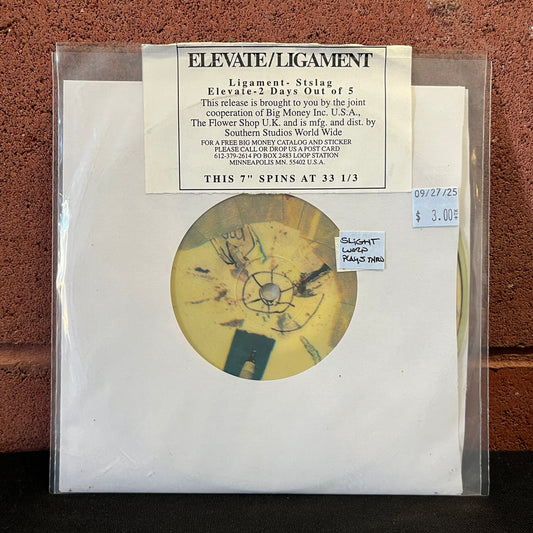 ELEVATE/LIGAMENT
Ligament- Stslag
Elevate-2 Days Out of 5
This release is brought to you by the joint
cooperation of Big Money Inc. U.S.A.,
The Flower Shop U.K. and is mfg. and dist. by
Southern Studios World Wide
FOR A FREE BIG MONEY CATALOG AND STICKER
PLEASE CALL OR DROP US A POST CARD
612-379-2614 PO BOX 2483 LOOP STATION
MINNEAPOLIS MN. 55402 U.S.A.
THIS 7" SPINS AT 33 1/3
09/27/25
$ 3.00
SLIGHT
WARP
PLAYS THRU